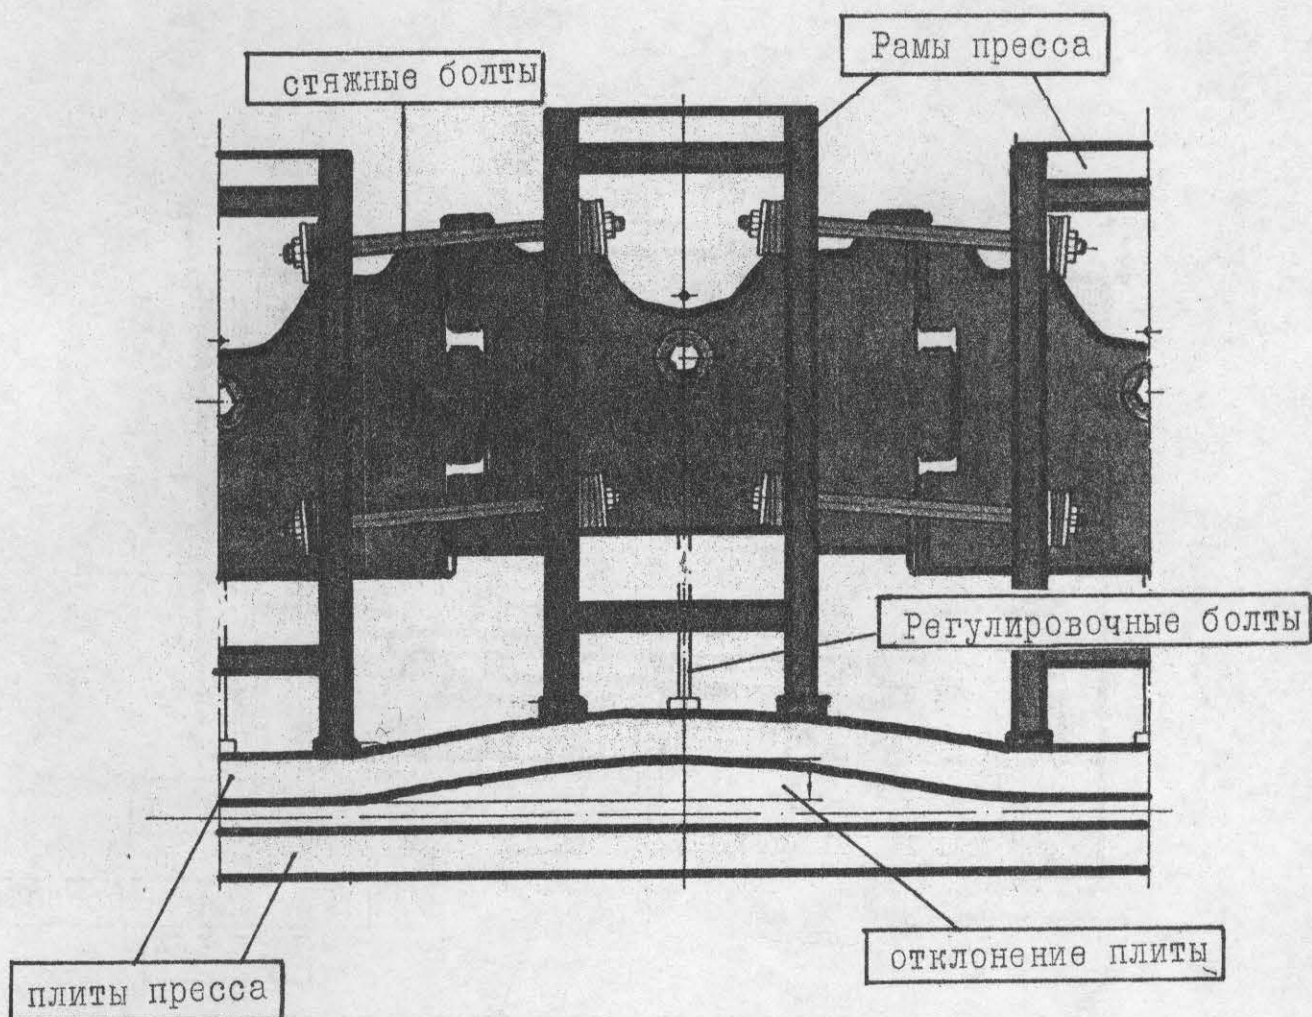 Рамы пресса
стяжные болты
Регулировочные болты
отклонение плиты
плиты пресса